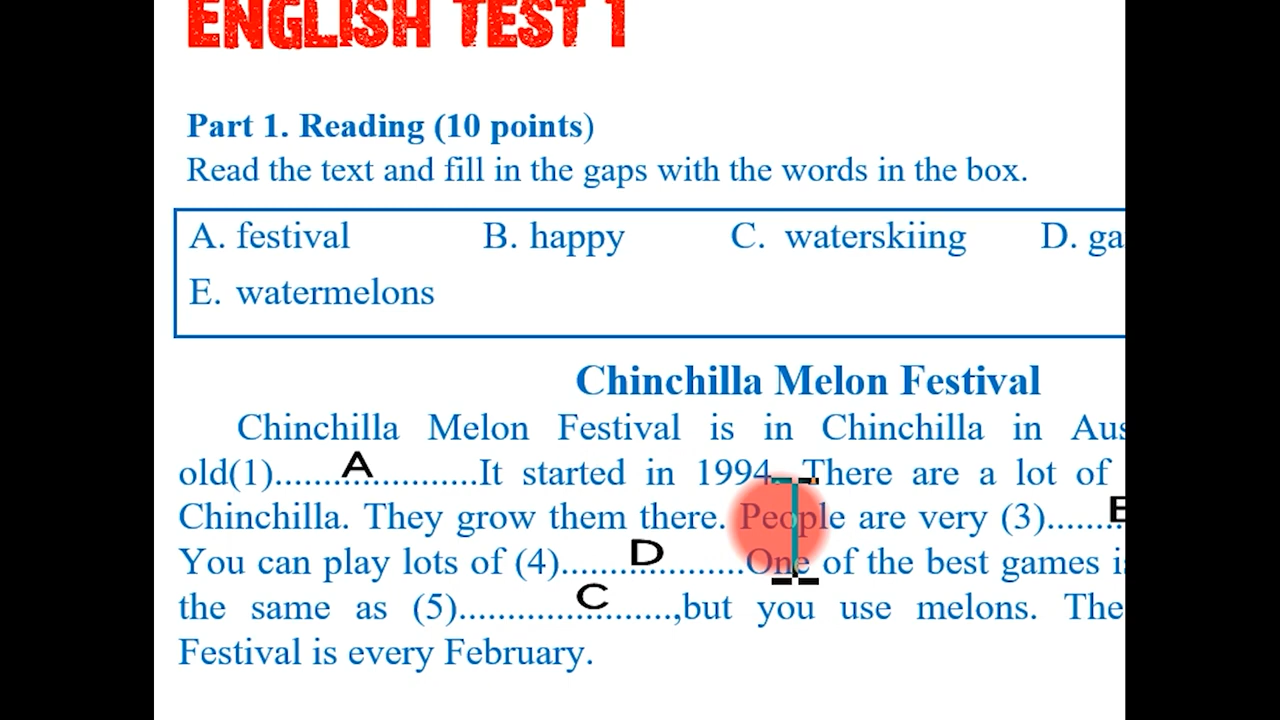 ENGLISH TEST 1
Part 1. Reading (10 points)
Read the text and fill in the gaps with the words in the box.
A. festival B. happy C. waterskiing D. ga
E. watermelons
Chinchilla Melon Festival
Chinchilla Melon Festival is in Chinchilla in Aus
old(1)..........A..........It started in 1994. There are a lot of
Chinchilla. They grow them there. People are very (3)........
You can play lots of (4)........D.........One of the best games is
the same as (5)............C........,but you use melons. The
Festival is every February.